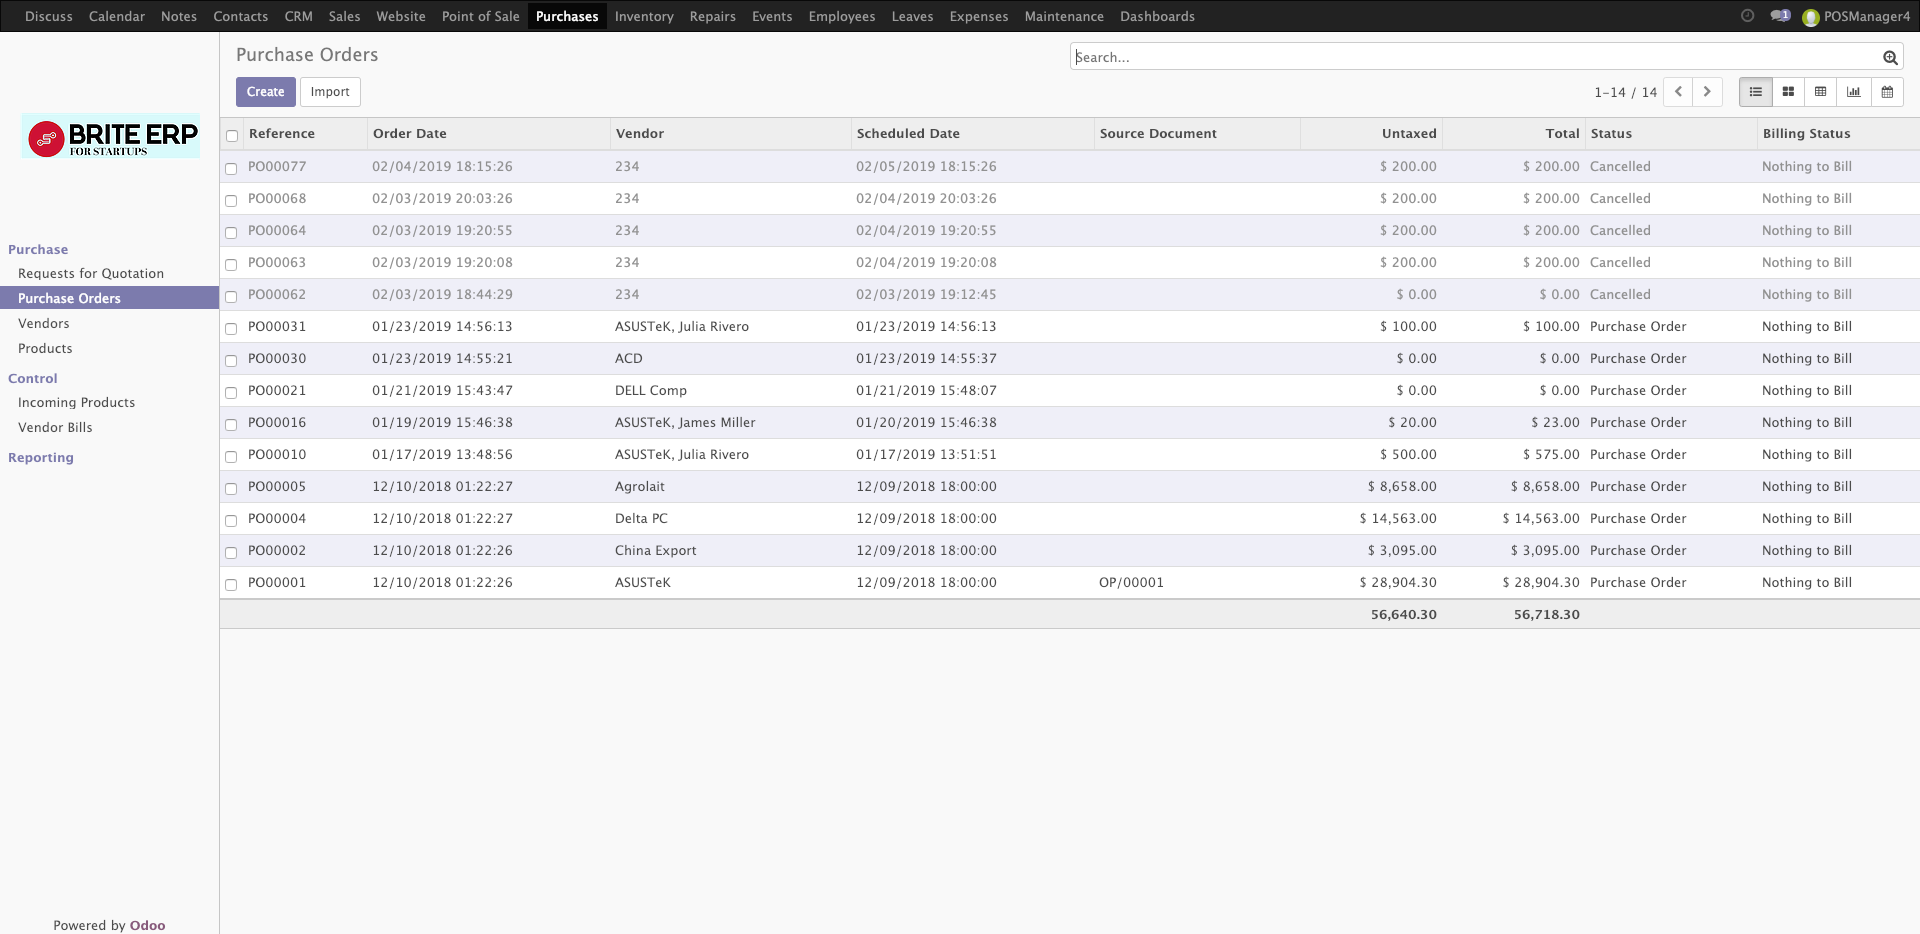 Discuss Calendar Notes Contacts CRM Sales Website Point of Sale Purchases Inventory Repairs Events Employees Leaves Expenses Maintenance Dashboards 1 POSManager4
Purchase Orders Search...
Create Import 1-14 / 14
BRITE ERP
FOR STARTUPS
Purchase
Requests for Quotation
Purchase Orders
Vendors
Products
Control
Incoming Products
Vendor Bills
Reporting
Powered by Odoo
Reference Order Date Vendor Scheduled Date Source Document Untaxed Total Status Billing Status
PO00077 02/04/2019 18:15:26 234 02/05/2019 18:15:26 $ 200.00 $ 200.00 Cancelled Nothing to Bill
PO00068 02/03/2019 20:03:26 234 02/04/2019 20:03:26 $ 200.00 $ 200.00 Cancelled Nothing to Bill
PO00064 02/03/2019 19:20:55 234 02/04/2019 19:20:55 $ 200.00 $ 200.00 Cancelled Nothing to Bill
PO00063 02/03/2019 19:20:08 234 02/04/2019 19:20:08 $ 200.00 $ 200.00 Cancelled Nothing to Bill
PO00062 02/03/2019 18:44:29 234 02/03/2019 19:12:45 $ 0.00 $ 0.00 Cancelled Nothing to Bill
PO00031 01/23/2019 14:56:13 ASUSTeK, Julia Rivero 01/23/2019 14:56:13 $ 100.00 $ 100.00 Purchase Order Nothing to Bill
PO00030 01/23/2019 14:55:21 ACD 01/23/2019 14:55:37 $ 0.00 $ 0.00 Purchase Order Nothing to Bill
PO00021 01/21/2019 15:43:47 DELL Comp 01/21/2019 15:48:07 $ 0.00 $ 0.00 Purchase Order Nothing to Bill
PO00016 01/19/2019 15:46:38 ASUSTeK, James Miller 01/20/2019 15:46:38 $ 20.00 $ 23.00 Purchase Order Nothing to Bill
PO00010 01/17/2019 13:48:56 ASUSTeK, Julia Rivero 01/17/2019 13:51:51 $ 500.00 $ 575.00 Purchase Order Nothing to Bill
PO00005 12/10/2018 01:22:27 Agrolait 12/09/2018 18:00:00 $ 8,658.00 $ 8,658.00 Purchase Order Nothing to Bill
PO00004 12/10/2018 01:22:27 Delta PC 12/09/2018 18:00:00 $ 14,563.00 $ 14,563.00 Purchase Order Nothing to Bill
PO00002 12/10/2018 01:22:26 China Export 12/09/2018 18:00:00 $ 3,095.00 $ 3,095.00 Purchase Order Nothing to Bill
PO00001 12/10/2018 01:22:26 ASUSTeK 12/09/2018 18:00:00 OP/00001 $ 28,904.30 $ 28,904.30 Purchase Order Nothing to Bill
56,640.30 56,718.30